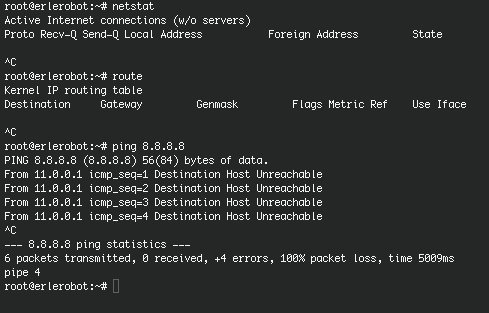 root@erlerobot:~# netstat
Active Internet connections (w/o servers)
Proto Recv-Q Send-Q Local Address           Foreign Address         State
^C
root@erlerobot:~# route
Kernel IP routing table
Destination     Gateway         Genmask         Flags Metric Ref    Use Iface
^C
root@erlerobot:~# ping 8.8.8.8
PING 8.8.8.8 (8.8.8.8) 56(84) bytes of data.
From 11.0.0.1 icmp_seq=1 Destination Host Unreachable
From 11.0.0.1 icmp_seq=2 Destination Host Unreachable
From 11.0.0.1 icmp_seq=3 Destination Host Unreachable
From 11.0.0.1 icmp_seq=4 Destination Host Unreachable
^C
--- 8.8.8.8 ping statistics ---
6 packets transmitted, 0 received, +4 errors, 100% packet loss, time 5009ms
pipe 4
root@erlerobot:~#